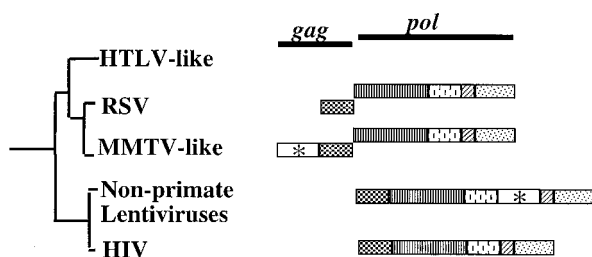 gag pol
HTLV-like
RSV
MMTV-like
*
Non-primate
Lentiviruses
*
HIV